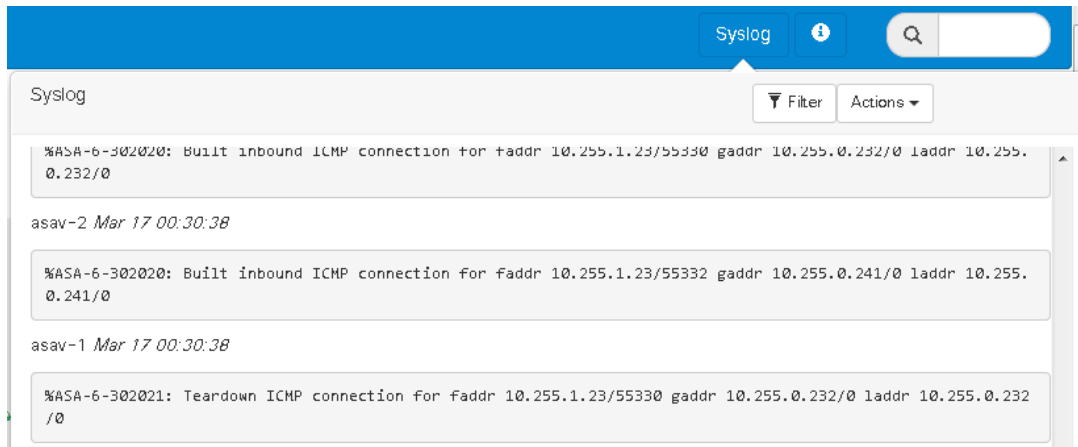 Syslog
Syslog
Filter
Actions
%ASA-6-302020: Built inbound ICMP connection for faddr 10.255.1.23/55330 gaddr 10.255.0.232/0 laddr 10.255.
0.232/0
asav-2 Mar 17 00:30:38
%ASA-6-302020: Built inbound ICMP connection for faddr 10.255.1.23/55332 gaddr 10.255.0.241/0 laddr 10.255.
0.241/0
asav-1 Mar 17 00:30:38
%ASA-6-302021: Teardown ICMP connection for faddr 10.255.1.23/55330 gaddr 10.255.0.232/0 laddr 10.255.0.232
/0